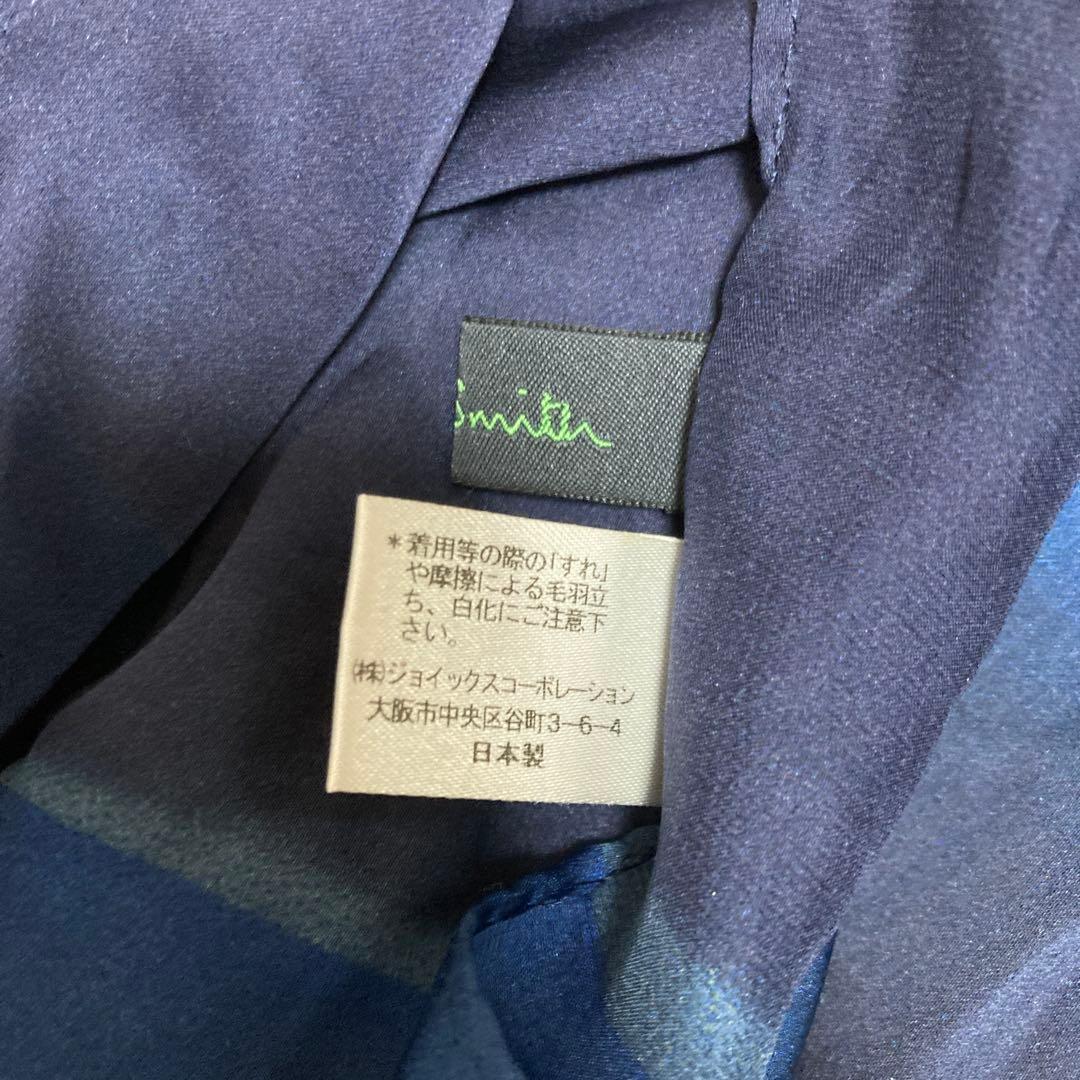 Smith
*着用等の際の「すれ」
や摩擦による毛羽立
ち、白化にご注意下
さい。
㈱ジョイックスコーポレーション
大阪市中央区谷町3-6-4
日本製